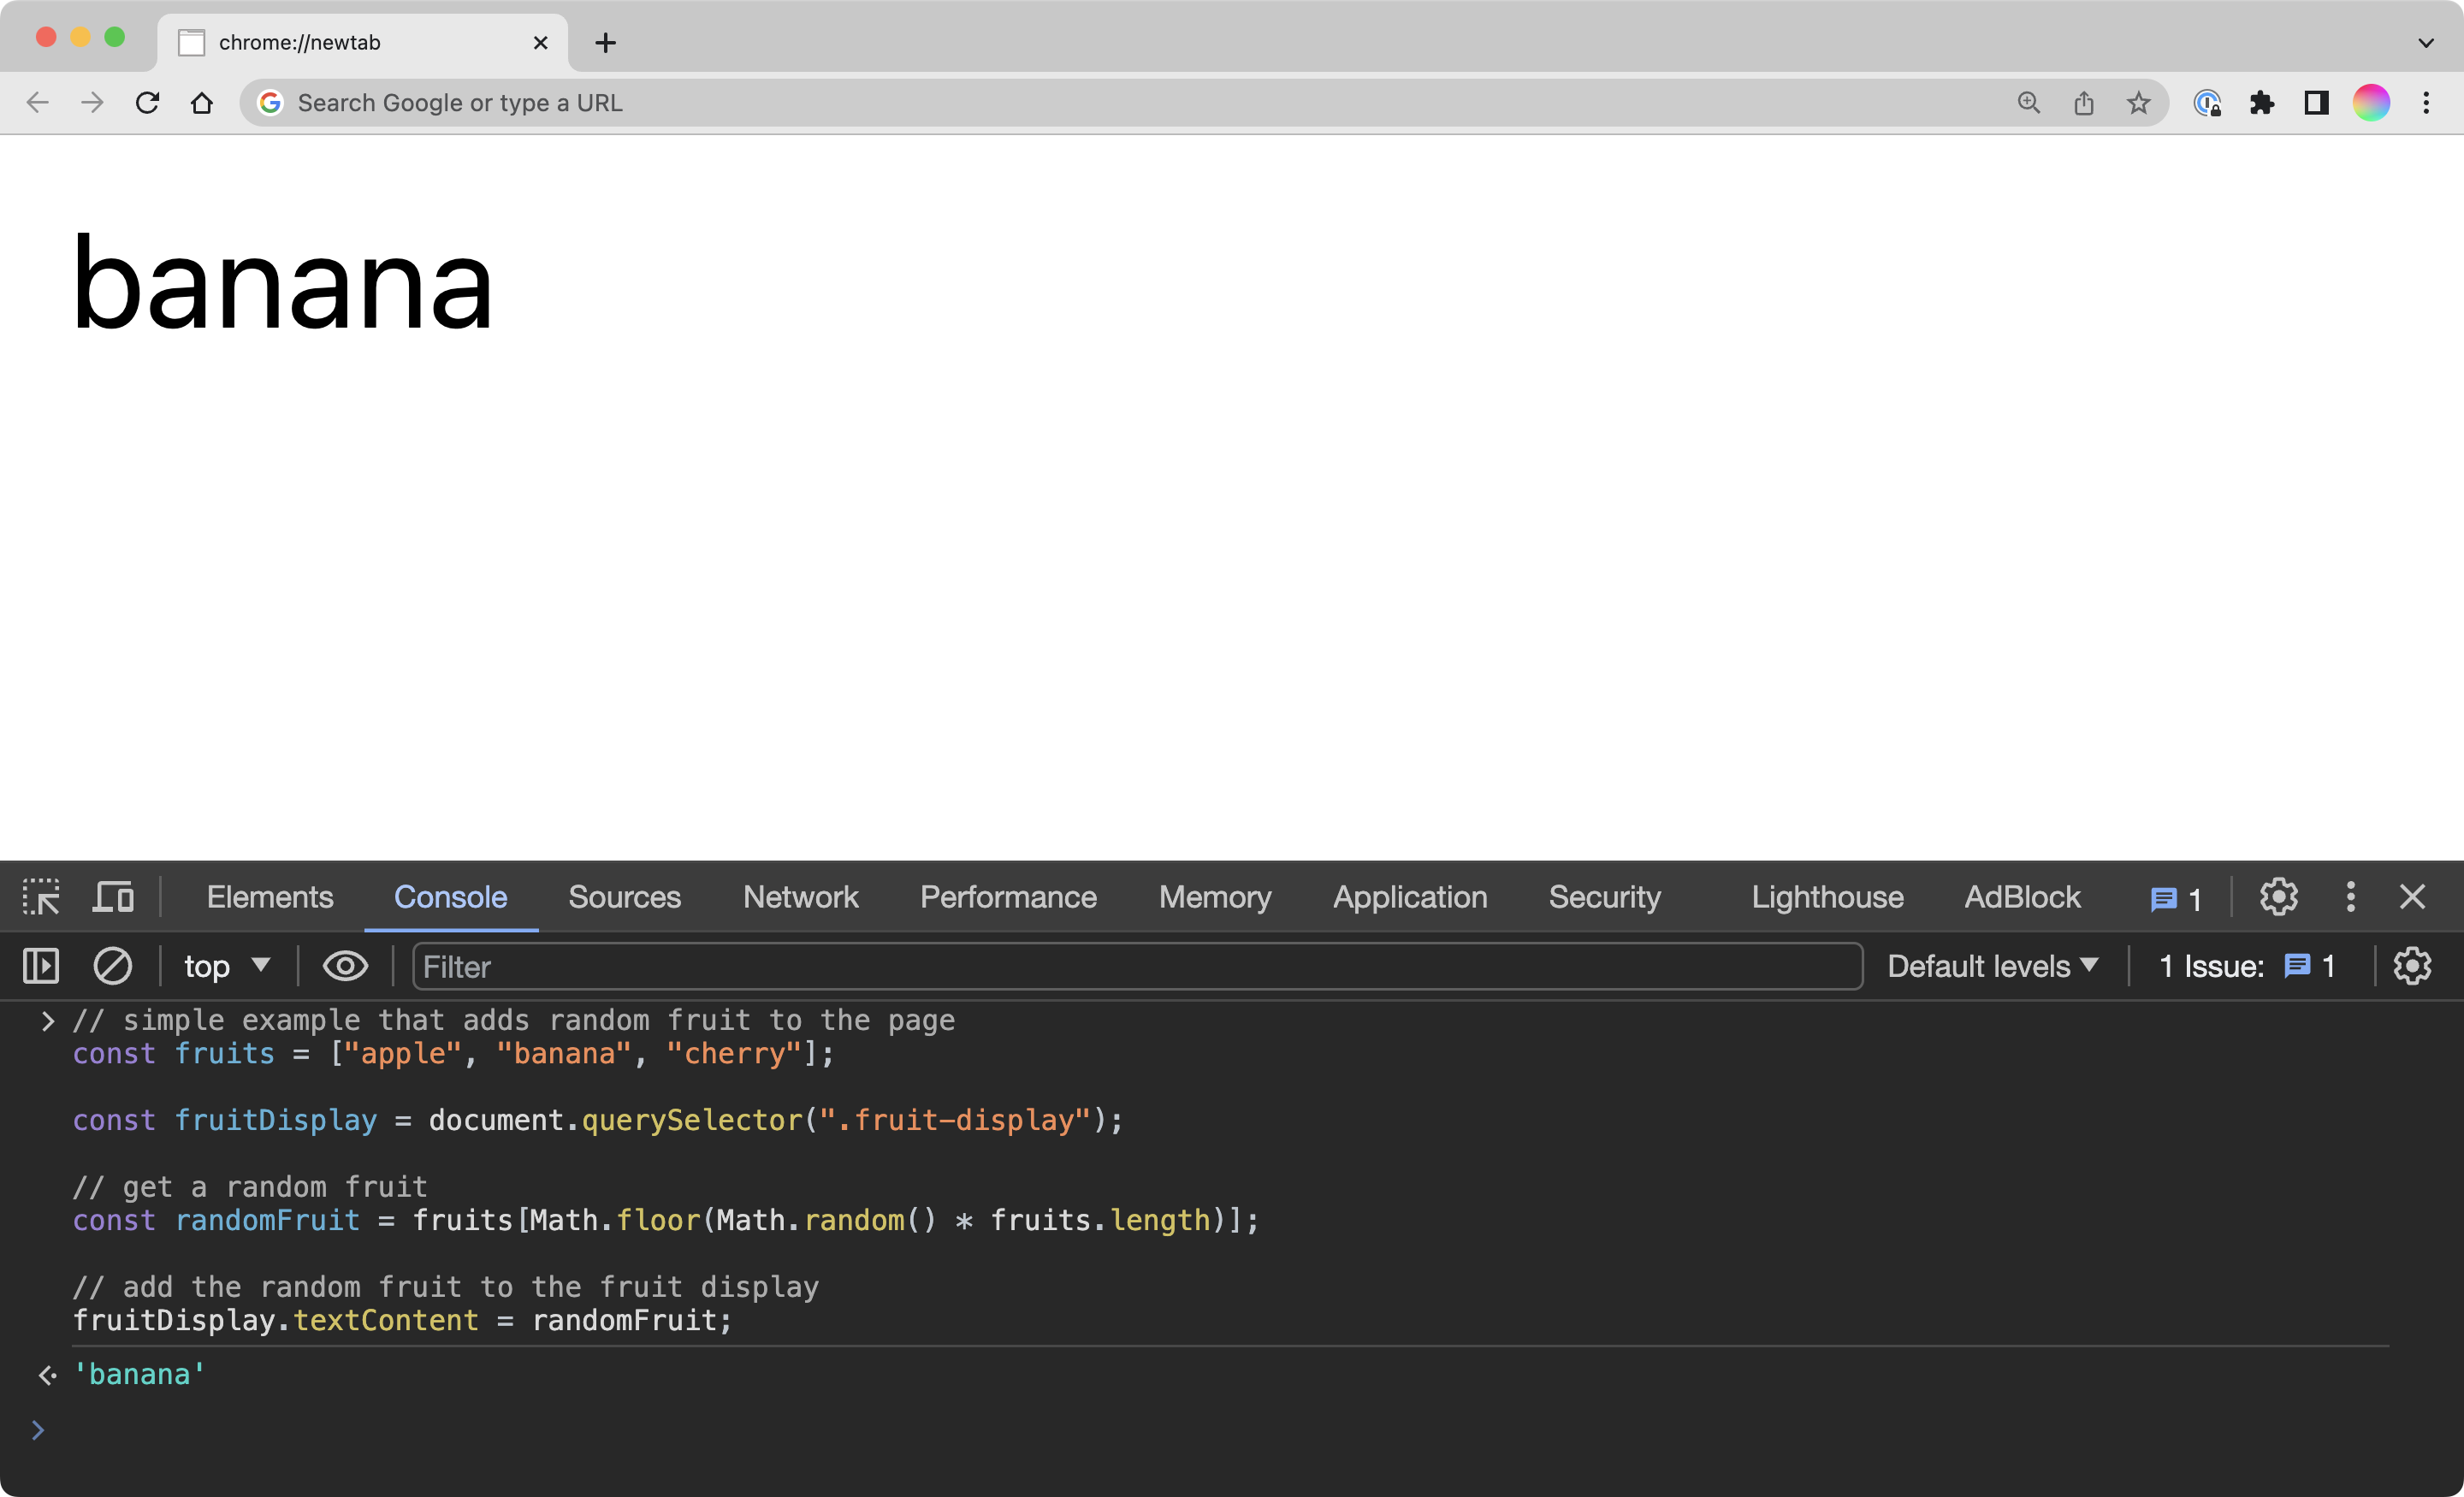 chrome://newtab
Search Google or type a URL
banana
Elements Console Sources Network Performance Memory Application Security Lighthouse AdBlock 1
top Filter Default levels 1 Issue: 1
// simple example that adds random fruit to the page
const fruits = ["apple", "banana", "cherry"];
const fruitDisplay = document.querySelector(".fruit-display");
// get a random fruit
const randomFruit = fruits[Math.floor(Math.random() * fruits.length)];
// add the random fruit to the fruit display
fruitDisplay.textContent = randomFruit;
'banana'